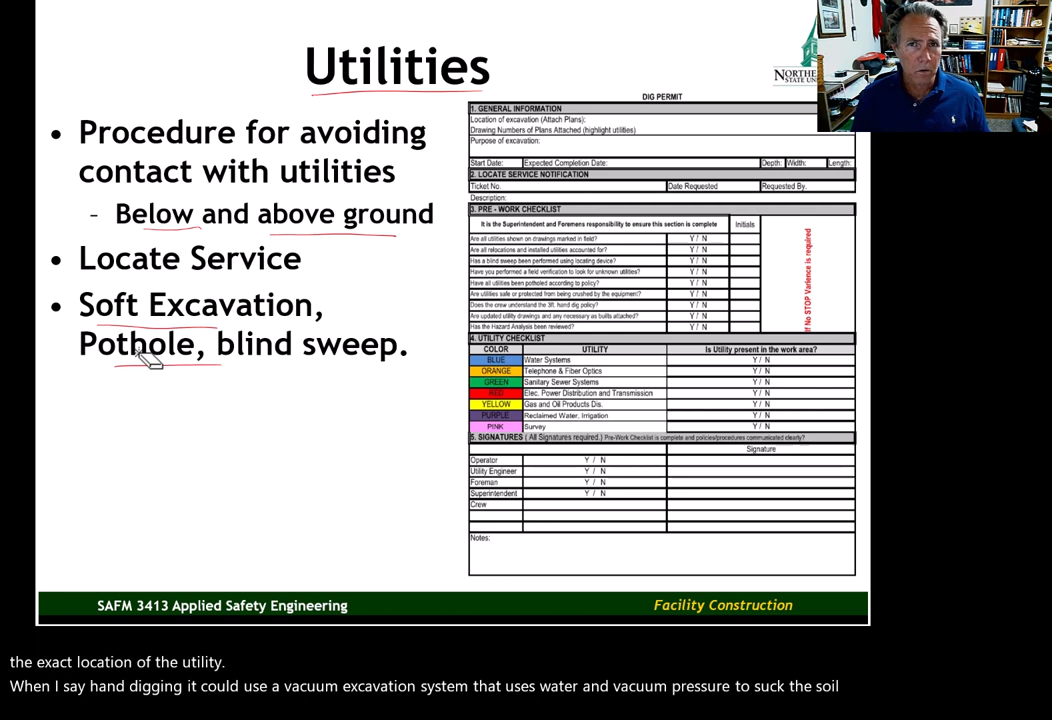 Utilities
• Procedure for avoiding
contact with utilities
- Below and above ground
• Locate Service
• Soft Excavation,
Pothole, blind sweep.
DIG PERMIT
1. GENERAL INFORMATION
Location of excavation (Attach Plans):
Drawing Numbers of Plans Attached (highlight utilities)
Purpose of excavation:
Start Date: Expected Completion Date: Depth: Width: Length:
2. LOCATE SERVICE NOTIFICATION
Ticket No. Date Requested Requested By.
Description:
3. PRE - WORK CHECKLIST
It is the Superintendent and Foremens responsibility to ensure this section is complete Initials
Are all utilities shown on drawings marked in field? Y / N
Are all relocations and installed utilities accounted for? Y / N
Has a blind sweep been performed using locating device? Y / N
Have you performed a field verification to look for unknown utilities? Y / N
Have all utilities been potholed according to policy? Y / N
Are utilities safe or protected from being crushed by the equipment? Y / N
Does the crew understand the 3ft. hand dig policy? Y / N
Are updated utility drawings and any necessary as builts attached? Y / N
Has the Hazard Analysis been reviewed? Y / N
If No STOP Varience is required
4. UTILITY CHECKLIST
COLOR UTILITY Is Utility present in the work area?
BLUE Water Systems Y / N
ORANGE Telephone & Fiber Optics Y / N
GREEN Sanitary Sewer Systems Y / N
RED Elec. Power Distribution and Transmission Y / N
YELLOW Gas and Oil Products Dis. Y / N
PURPLE Reclaimed Water, Irrigation Y / N
PINK Survey Y / N
5. SIGNATURES ( All Signatures required.) Pre-Work Checklist is complete and policies/procedures communicated clearly?
Signature
Operator Y / N
Utility Engineer Y / N
Foreman Y / N
Superintendent Y / N
Crew
Notes:
SAFM 3413 Applied Safety Engineering Facility Construction
the exact location of the utility.
When I say hand digging it could use a vacuum excavation system that uses water and vacuum pressure to suck the soil